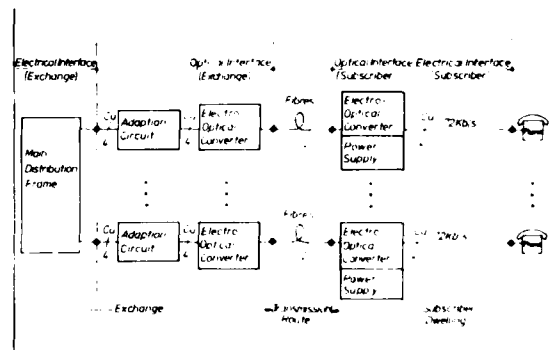 Electrical Interface
(Exchange)
Optical Interface
(Exchange)
Optical Interface
(Subscriber
Electrical Interface
Subscriber
Main
Distribution
Frame
Cu
4
Adaption
Circuit
Cu
4
Electro
Optical
Converter
Fibres
Electro-
Optical
Converter
Power
Supply
Cu
72Kb/s
Cu
4
Adaption
Circuit
Cu
4
Electro
Optical
Converter
Fibres
Electro
Optical
Converter
Power
Supply
Cu
72Kb/s
Exchange
Transmission
Route
Subscriber
Dwelling